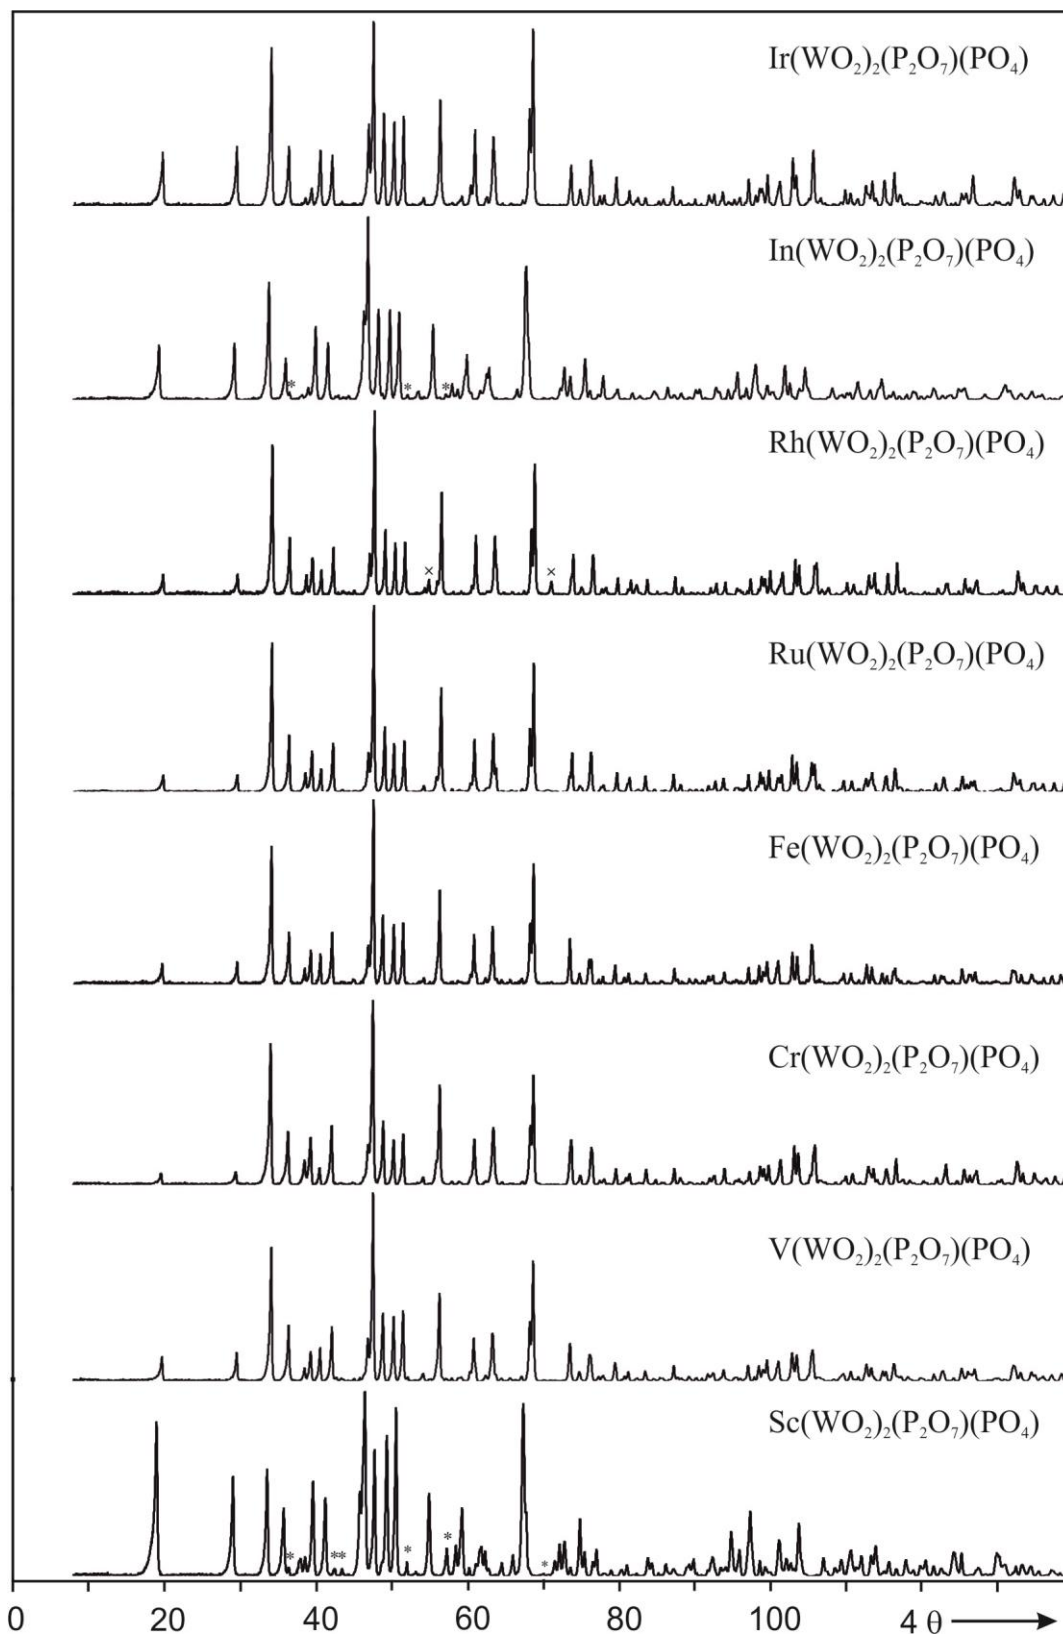 Ir(WO₂)₂(P₂O₇)(PO₄)
In(WO₂)₂(P₂O₇)(PO₄)
*
*
*
Rh(WO₂)₂(P₂O₇)(PO₄)
×
×
Ru(WO₂)₂(P₂O₇)(PO₄)
Fe(WO₂)₂(P₂O₇)(PO₄)
Cr(WO₂)₂(P₂O₇)(PO₄)
V(WO₂)₂(P₂O₇)(PO₄)
Sc(WO₂)₂(P₂O₇)(PO₄)
*
**
*
*
*
0 20 40 60 80 100 4 θ